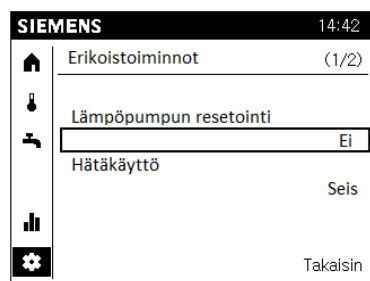 SIEMENS 14:42
Erikoistoiminnot (1/2)
Lämpöpumpun resetointi
Ei
Hätäkäyttö
Seis
Takaisin